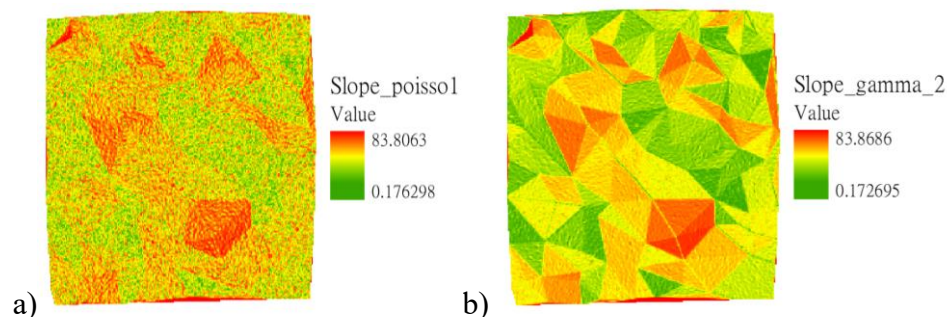 Slope_poisso1
Value
83.8063
0.176298
a)
Slope_gamma_2
Value
83.8686
0.172695
b)